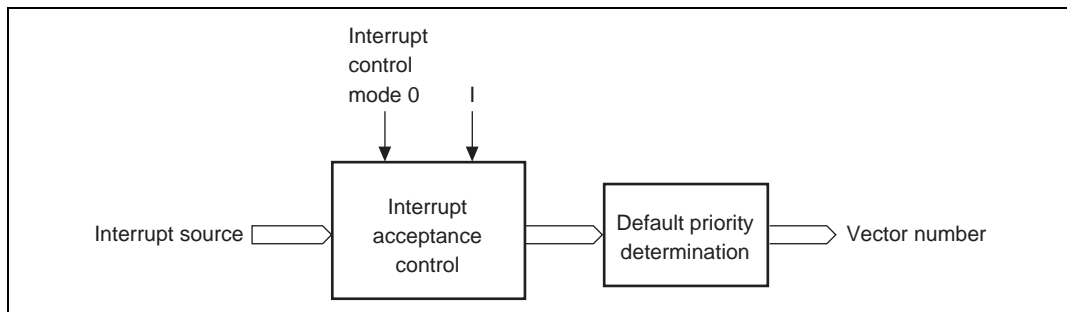 Interrupt
control
mode 0
I
Interrupt source
Interrupt
acceptance
control
Default priority
determination
Vector number